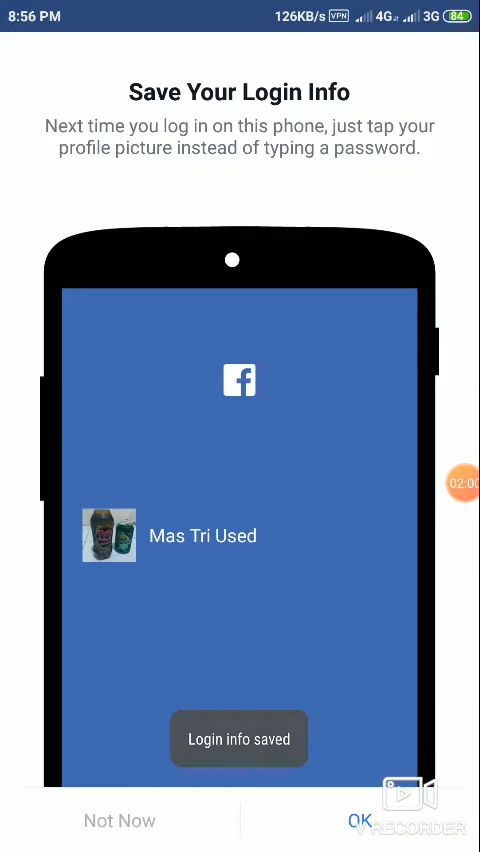 8:56 PM 126KB/s VPN 4G 3G 84
Save Your Login Info
Next time you log in on this phone, just tap your
profile picture instead of typing a password.
f
02:00
Mas Tri Used
Login info saved
Not Now OK
V RECORDER